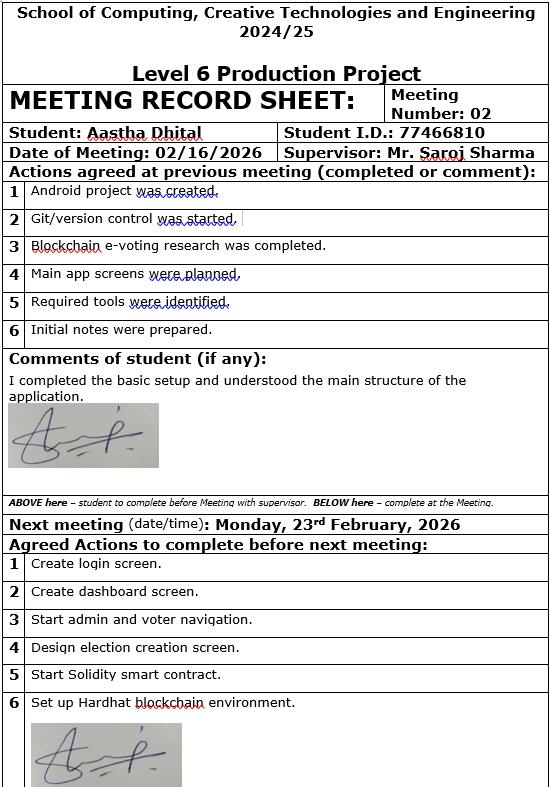 School of Computing, Creative Technologies and Engineering
2024/25
Level 6 Production Project
MEETING RECORD SHEET:
Meeting
Number: 02
Student: Aastha Dhital
Student I.D.: 77466810
Date of Meeting: 02/16/2026
Supervisor: Mr. Saroj Sharma
Actions agreed at previous meeting (completed or comment):
1 Android project was created.
2 Git/version control was started.
3 Blockchain e-voting research was completed.
4 Main app screens were planned.
5 Required tools were identified.
6 Initial notes were prepared.
Comments of student (if any):
I completed the basic setup and understood the main structure of the
application.
ABOVE here – student to complete before Meeting with supervisor. BELOW here – complete at the Meeting.
Next meeting (date/time): Monday, 23rd February, 2026
Agreed Actions to complete before next meeting:
1 Create login screen.
2 Create dashboard screen.
3 Start admin and voter navigation.
4 Design election creation screen.
5 Start Solidity smart contract.
6 Set up Hardhat blockchain environment.